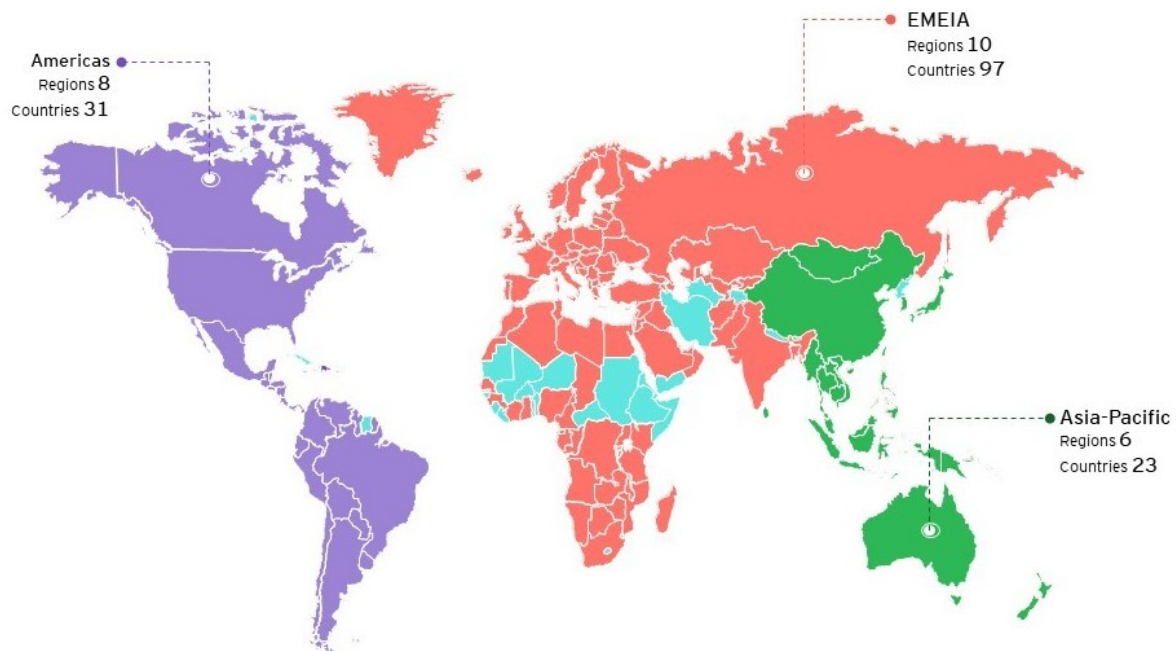 Americas
Regions 8
Countries 31
EMEIA
Regions 10
Countries 97
Asia-Pacific
Regions 6
Countries 23